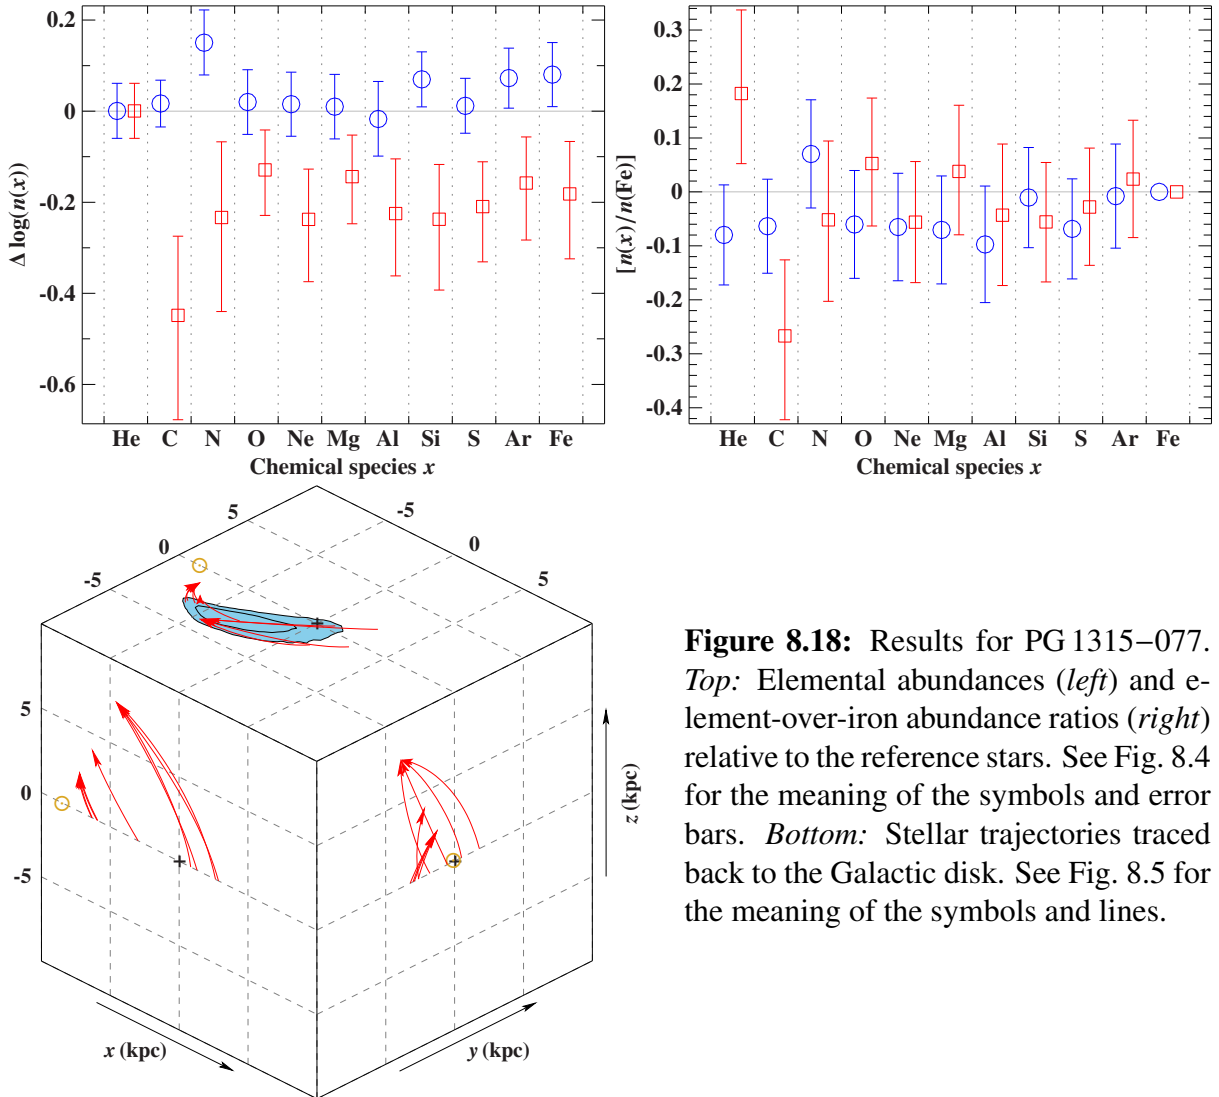 0.2
0
-0.2
-0.4
-0.6
Δ log(n(x))
He C N O Ne Mg Al Si S Ar Fe
Chemical species x
0.3
0.2
0.1
0
-0.1
-0.2
-0.3
-0.4
[n(x)/n(Fe)]
He C N O Ne Mg Al Si S Ar Fe
Chemical species x
5
0
-5
-5
0
5
5
0
-5
x (kpc)
y (kpc)
z (kpc)
Figure 8.18: Results for PG 1315−077.
Top: Elemental abundances (left) and e-
lement-over-iron abundance ratios (right)
relative to the reference stars. See Fig. 8.4
for the meaning of the symbols and error
bars. Bottom: Stellar trajectories traced
back to the Galactic disk. See Fig. 8.5 for
the meaning of the symbols and lines.